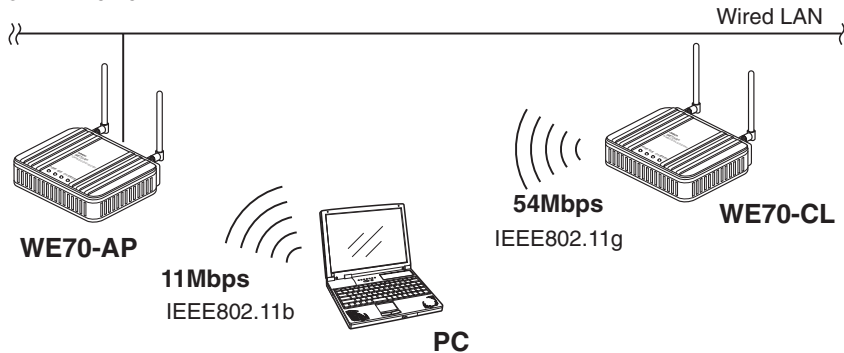 Wired LAN
WE70-AP
11Mbps
IEEE802.11b
PC
54Mbps
IEEE802.11g
WE70-CL